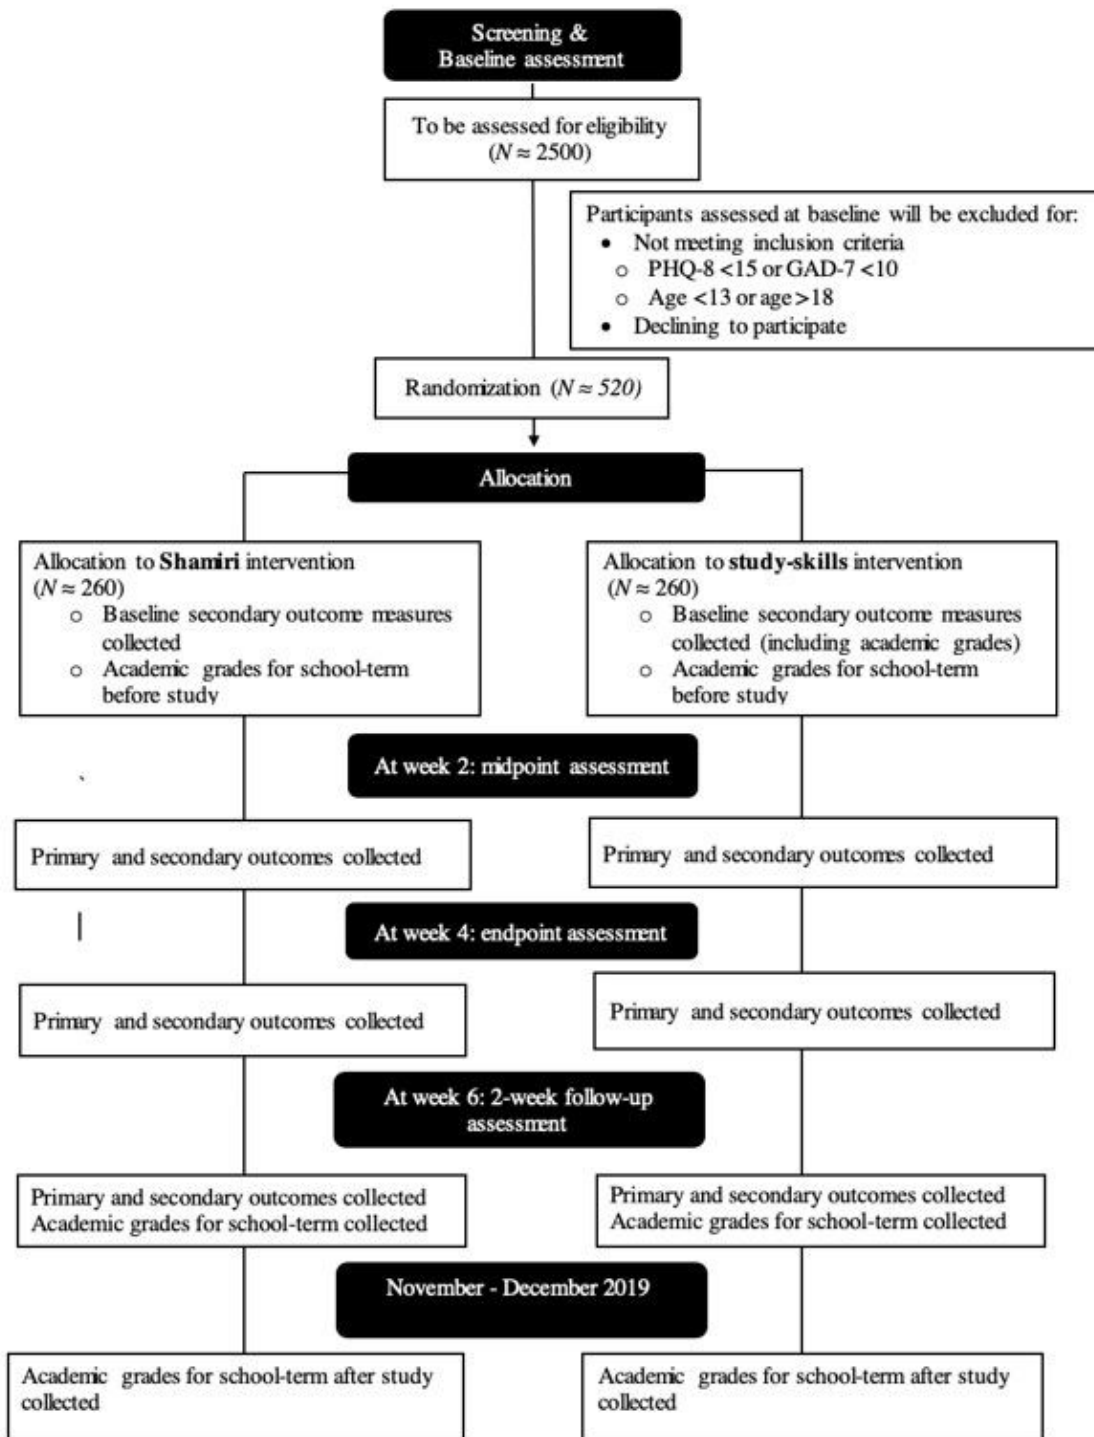 Screening &
Baseline assessment
To be assessed for eligibility
(N ≈ 2500)
Participants assessed at baseline will be excluded for:
• Not meeting inclusion criteria
o PHQ-8 <15 or GAD-7 <10
o Age <13 or age >18
• Declining to participate
Randomization (N ≈ 520)
Allocation
Allocation to Shamiri intervention
(N ≈ 260)
o Baseline secondary outcome measures
collected
o Academic grades for school-term
before study
Allocation to study-skills intervention
(N ≈ 260)
o Baseline secondary outcome measures
collected (including academic grades)
o Academic grades for school-term
before study
At week 2: midpoint assessment
Primary and secondary outcomes collected
Primary and secondary outcomes collected
At week 4: endpoint assessment
Primary and secondary outcomes collected
Primary and secondary outcomes collected
At week 6: 2-week follow-up
assessment
Primary and secondary outcomes collected
Academic grades for school-term collected
Primary and secondary outcomes collected
Academic grades for school-term collected
November - December 2019
Academic grades for school-term after study
collected
Academic grades for school-term after study
collected